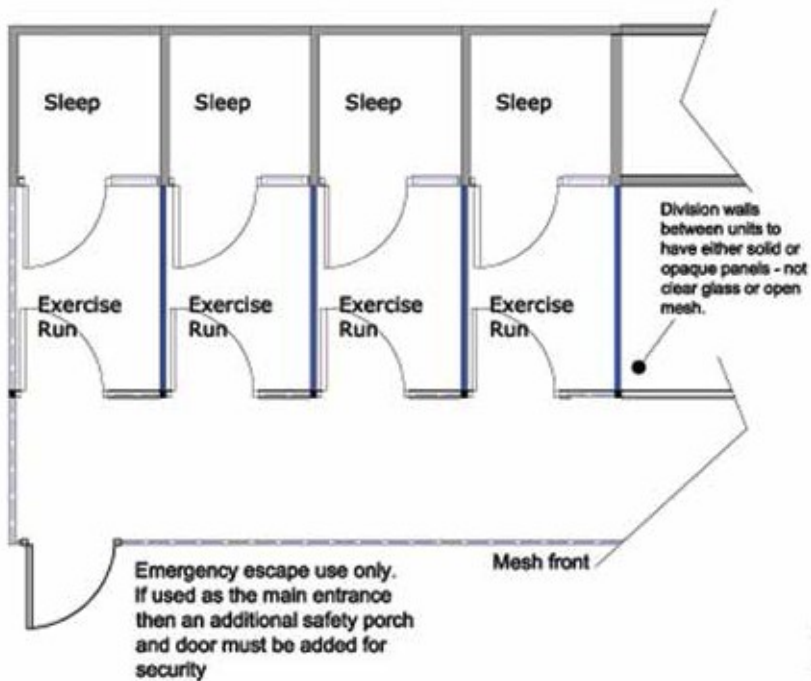 Sleep
Sleep
Sleep
Sleep
Division walls
between units to
have either solid or
opaque panels - not
clear glass or open
mesh.
Exercise
Run
Exercise
Run
Exercise
Run
Exercise
Run
Mesh front
Emergency escape use only.
If used as the main entrance
then an additional safety porch
and door must be added for
security